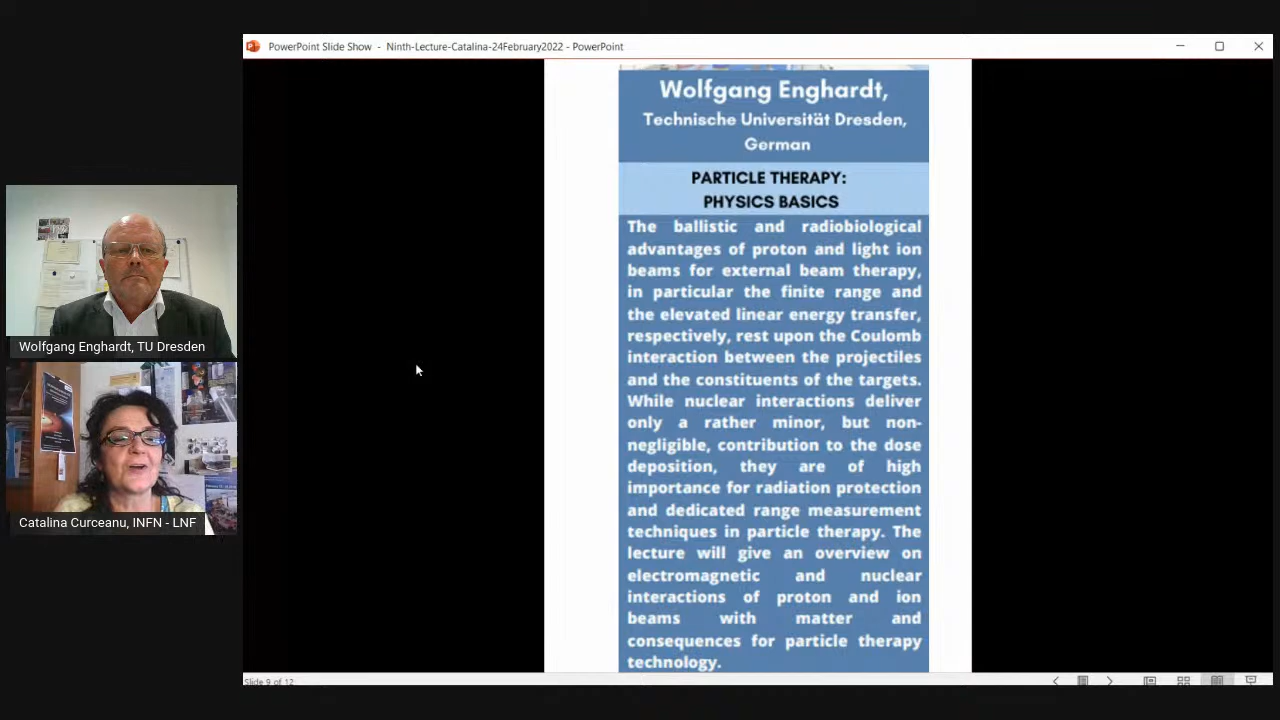 PowerPoint Slide Show - Ninth-Lecture-Catalina-24February2022 - PowerPoint
Wolfgang Enghardt,
Technische Universität Dresden,
German
PARTICLE THERAPY:
PHYSICS BASICS
The ballistic and radiobiological
advantages of proton and light ion
beams for external beam therapy,
in particular the finite range and
the elevated linear energy transfer,
respectively, rest upon the Coulomb
interaction between the projectiles
and the constituents of the targets.
While nuclear interactions deliver
only a rather minor, but non-
negligible, contribution to the dose
deposition, they are of high
importance for radiation protection
and dedicated range measurement
techniques in particle therapy. The
lecture will give an overview on
electromagnetic and nuclear
interactions of proton and ion
beams with matter and
consequences for particle therapy
technology.
Wolfgang Enghardt, TU Dresden
Catalina Curceanu, INFN - LNF
Slide 9 of 12